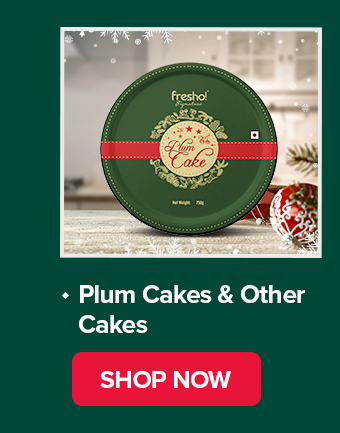 fresho!
Signature
Plum
Cake
Net Weight: 750g
Plum Cakes & Other
Cakes
SHOP NOW